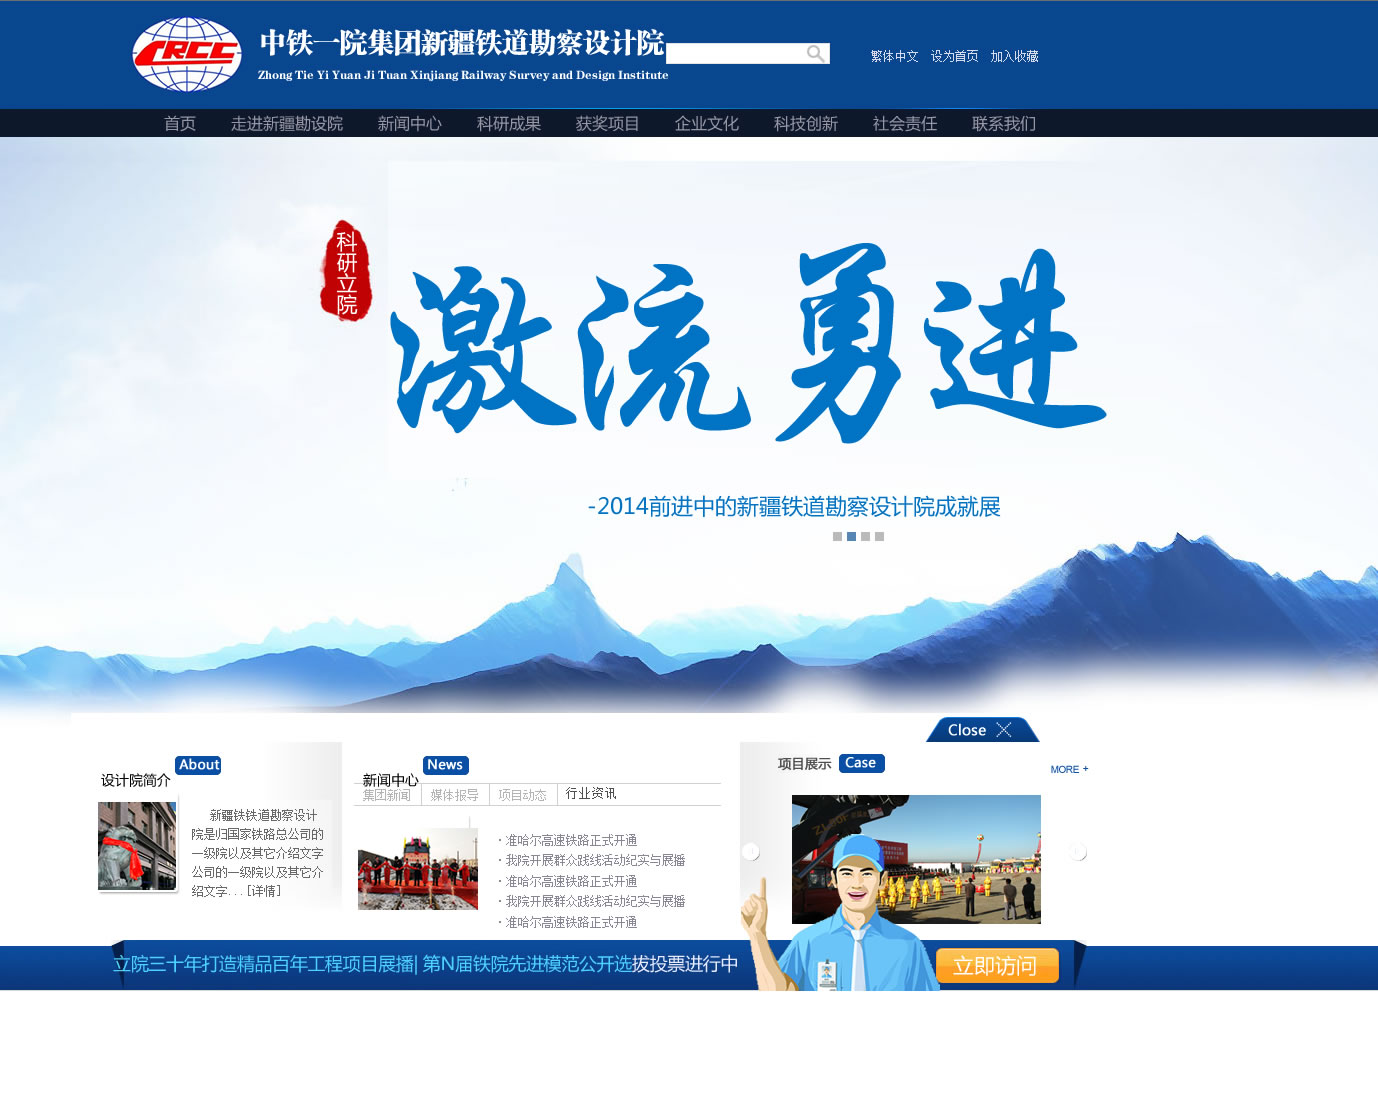 CRCC
中铁一院集团新疆铁道勘察设计院
Zhong Tie Yi Yuan Ji Tuan Xinjiang Railway Survey and Design Institute
繁体中文 设为首页 加入收藏
首页 走进新疆勘设院 新闻中心 科研成果 获奖项目 企业文化 科技创新 社会责任 联系我们
科研立院
激流勇进
-2014前进中的新疆铁道勘察设计院成就展
Close
设计院简介 About
新疆铁铁道勘察设计
院是归国家铁路总公司的
一级院以及其它介绍文字
公司的一级院以及其它介
绍文字...[详情]
新闻中心 News
集团新闻 媒体报导 项目动态 行业资讯
· 准哈尔高速铁路正式开通
· 我院开展群众践线活动纪实与展播
· 准哈尔高速铁路正式开通
· 我院开展群众践线活动纪实与展播
· 准哈尔高速铁路正式开通
项目展示 Case
MORE +
立院三十年打造精品百年工程项目展播| 第N届铁院先进模范公开选拔投票进行中
立即访问